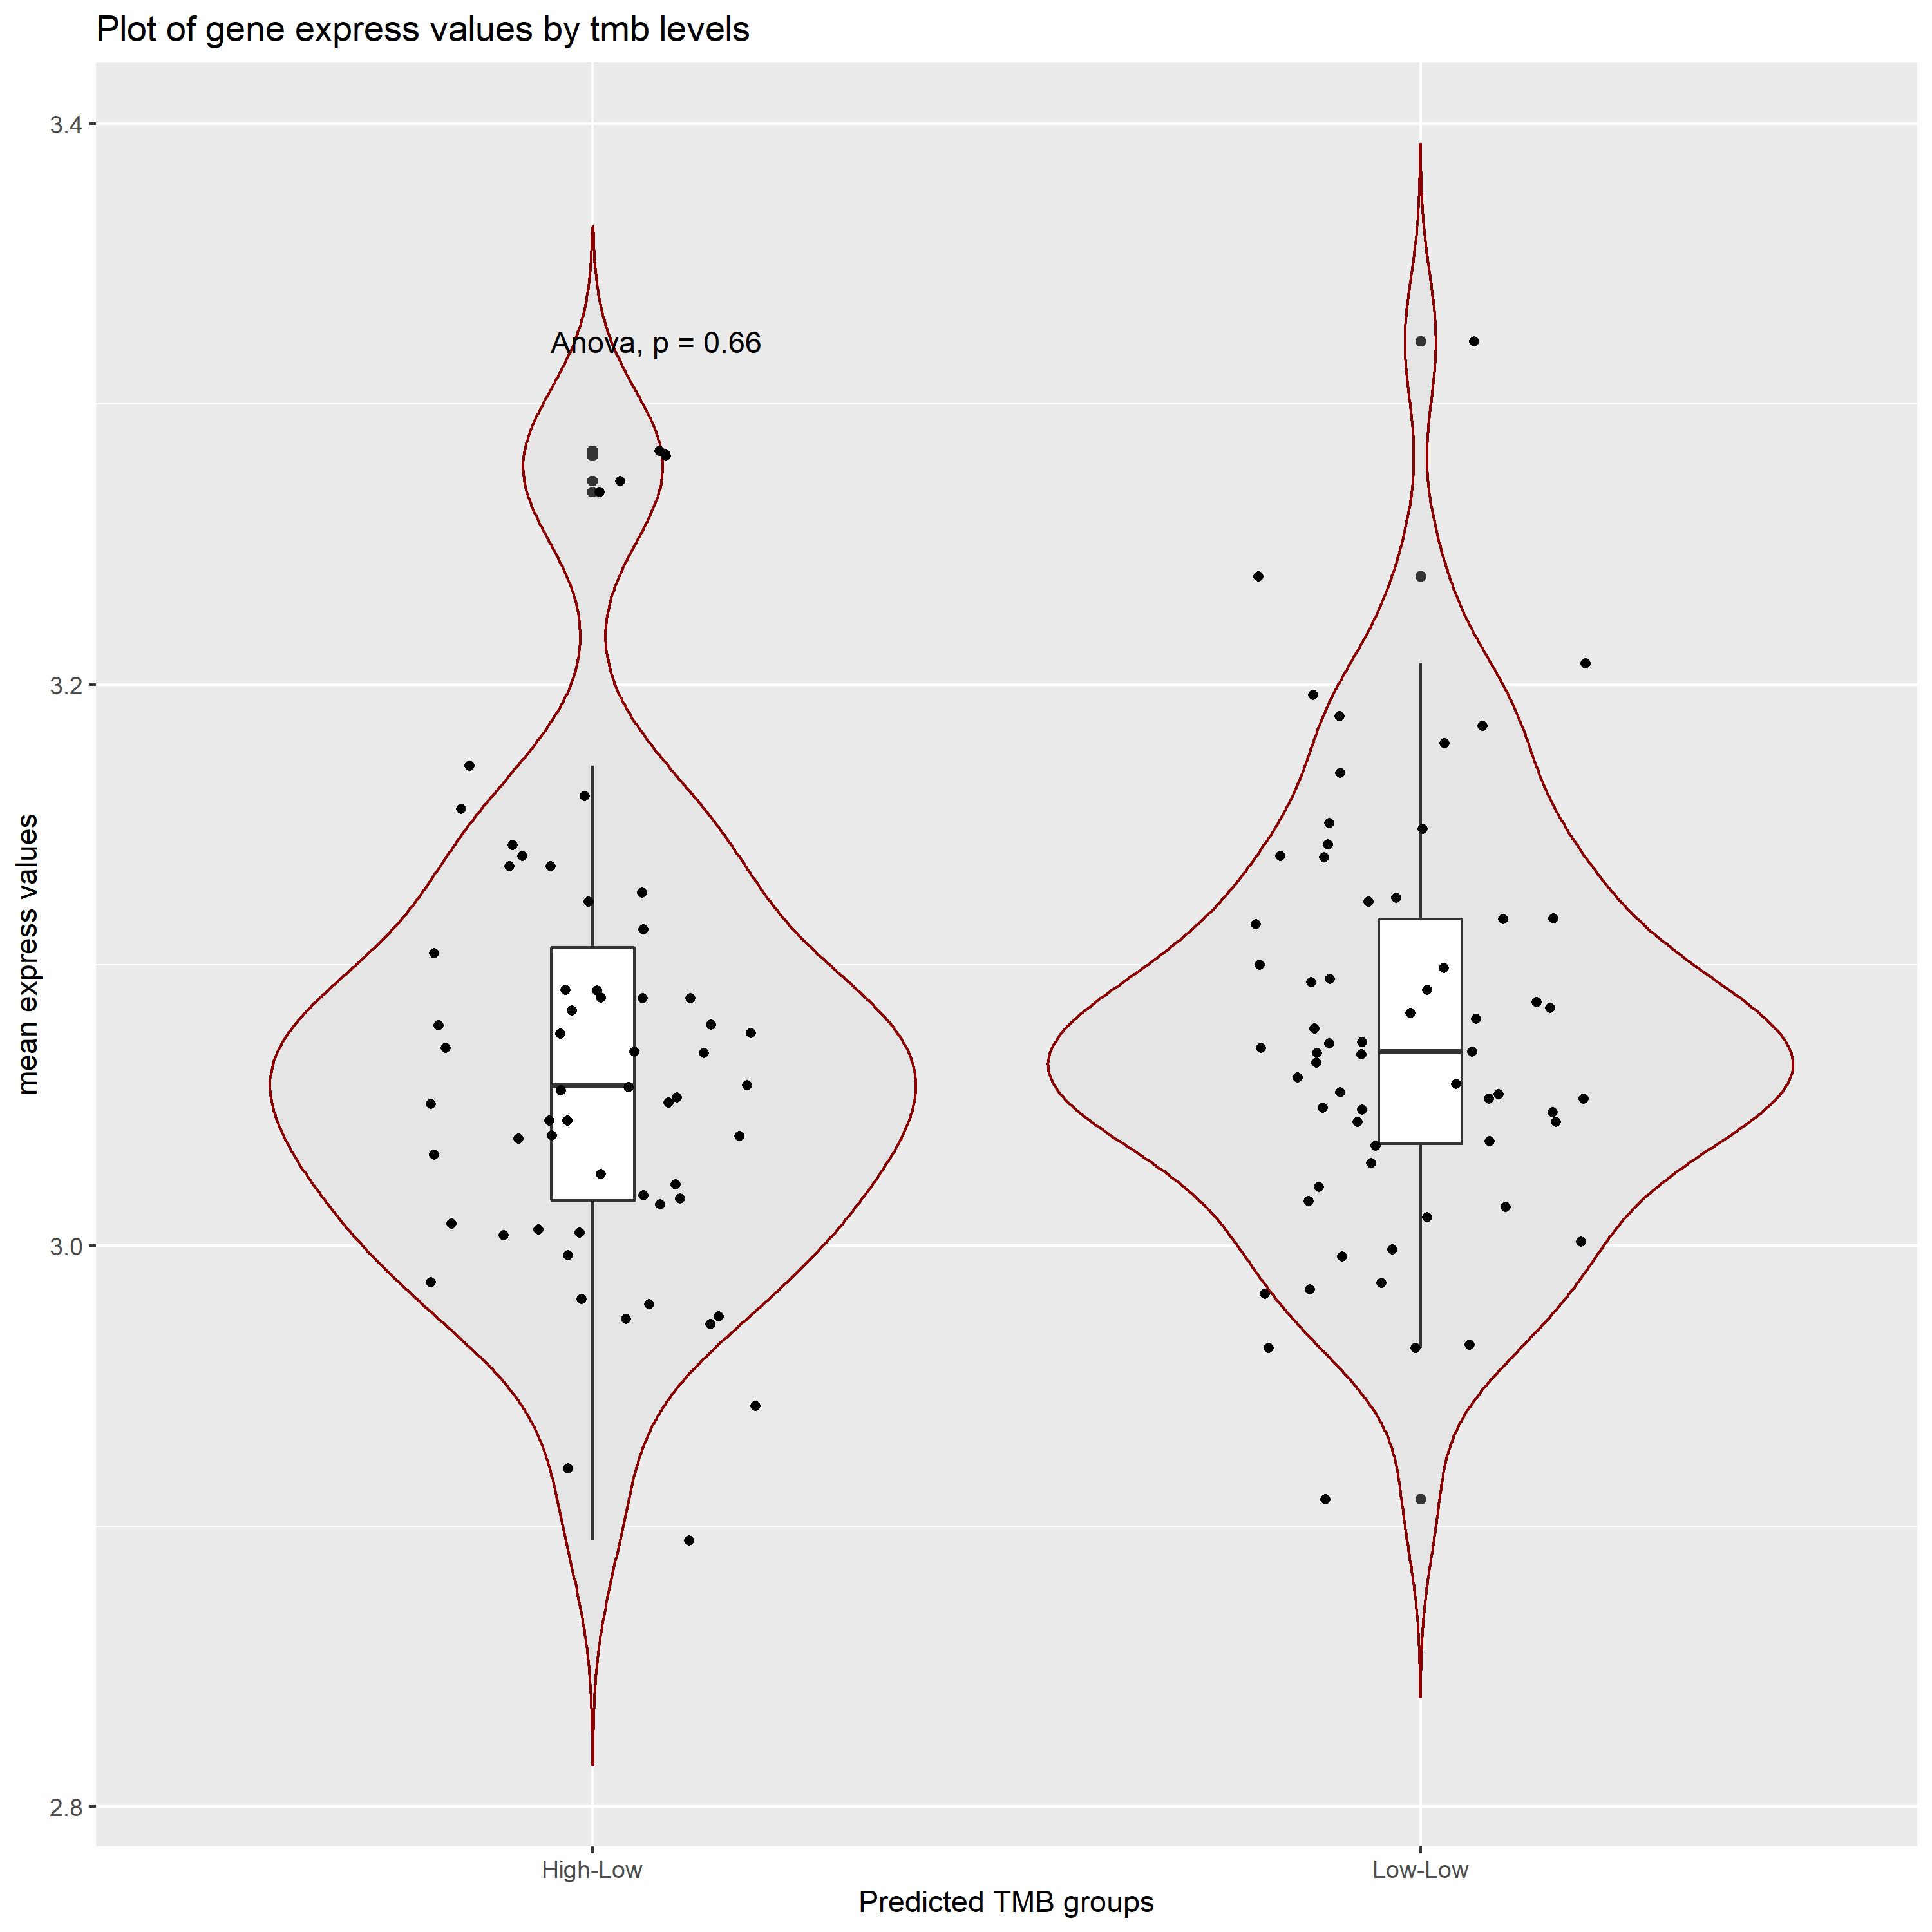 Plot of gene express values by tmb levels
3.4
Anova, p = 0.66
3.2
mean express values
3.0
2.8
High-Low
Low-Low
Predicted TMB groups